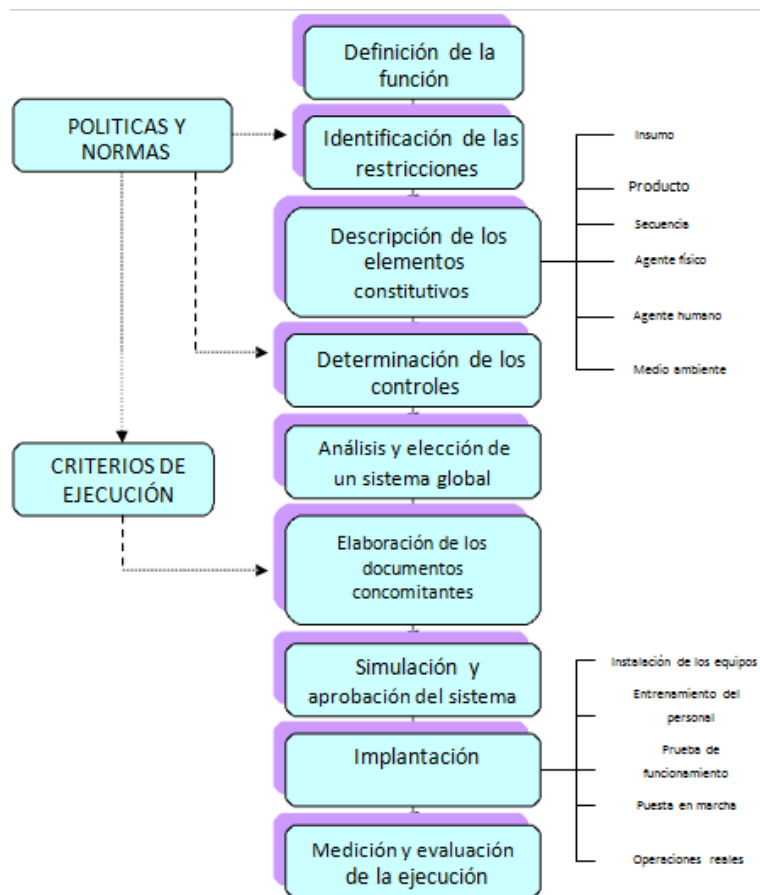 Definición de la
función
POLITICAS Y
NORMAS
Identificación de las
restricciones
Insumo
Producto
Secuencia
Agente físico
Agente humano
Medio ambiente
Descripción de los
elementos
constitutivos
Determinación de los
controles
Análisis y elección de
un sistema global
CRITERIOS DE
EJECUCIÓN
Elaboración de los
documentos
concomitantes
Simulación y
aprobación del sistema
Implantación
Instalación de los equipos
Entrenamiento del
personal
Prueba de
funcionamiento
Puesta en marcha
Operaciones reales
Medición y evaluación
de la ejecución